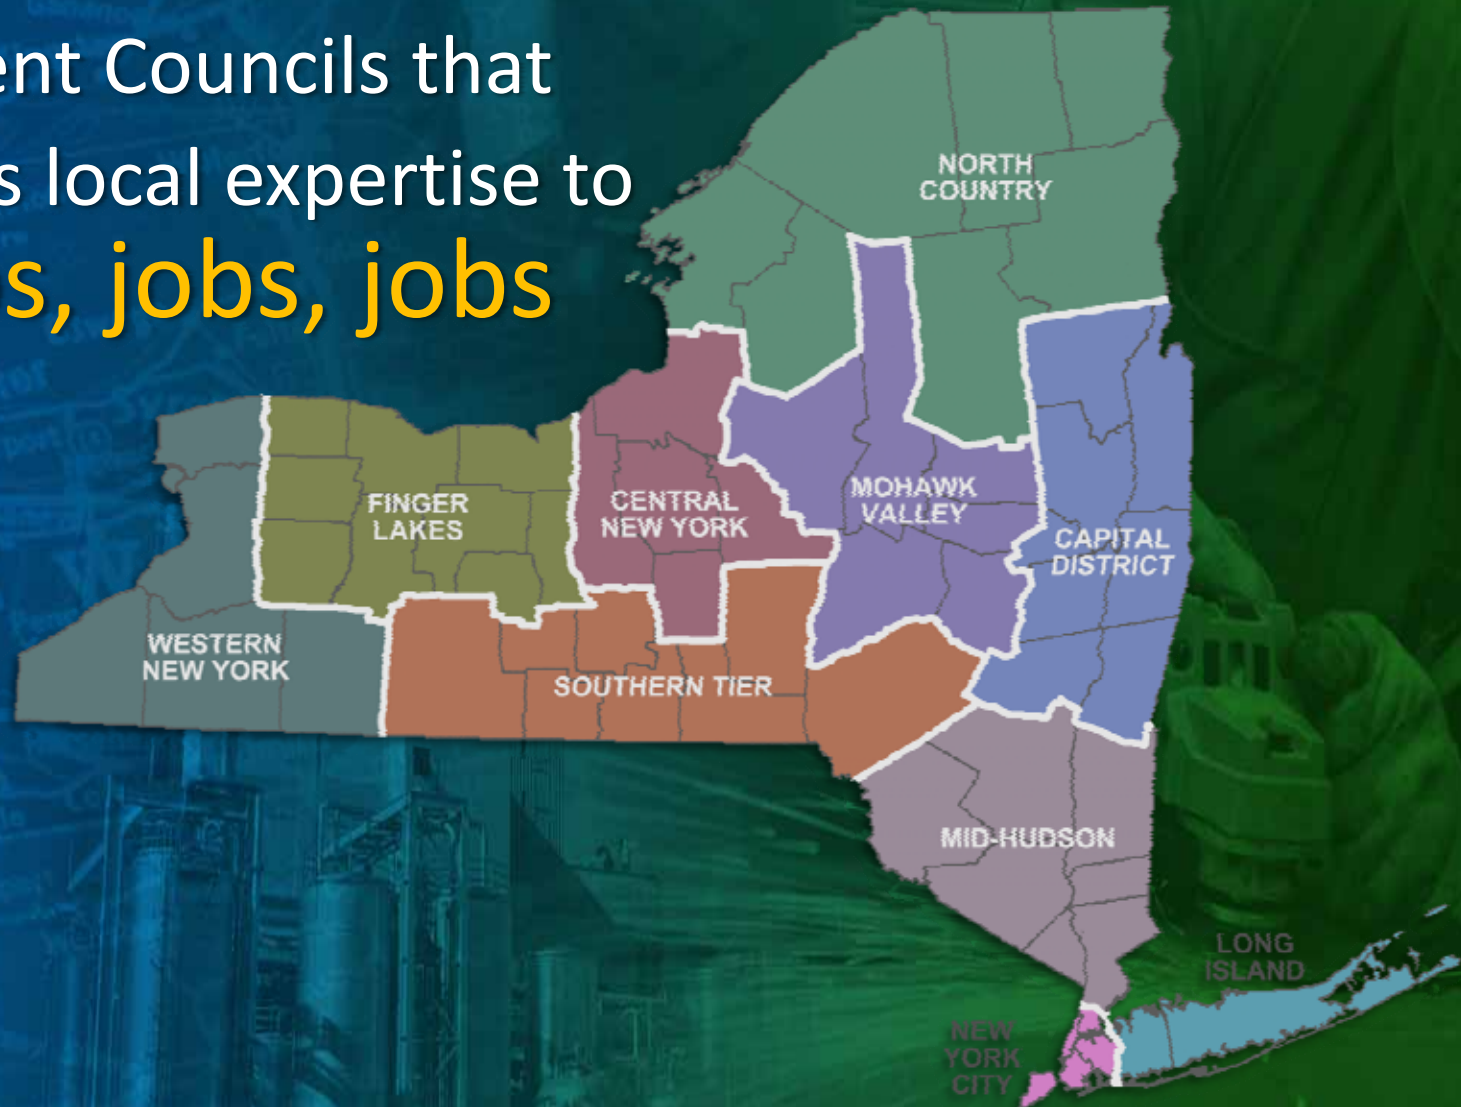 ent Councils that
s local expertise to
s, jobs, jobs
NORTH
COUNTRY
FINGER
LAKES
CENTRAL
NEW YORK
MOHAWK
VALLEY
CAPITAL
DISTRICT
WESTERN
NEW YORK
SOUTHERN TIER
MID-HUDSON
LONG
ISLAND
NEW
YORK
CITY